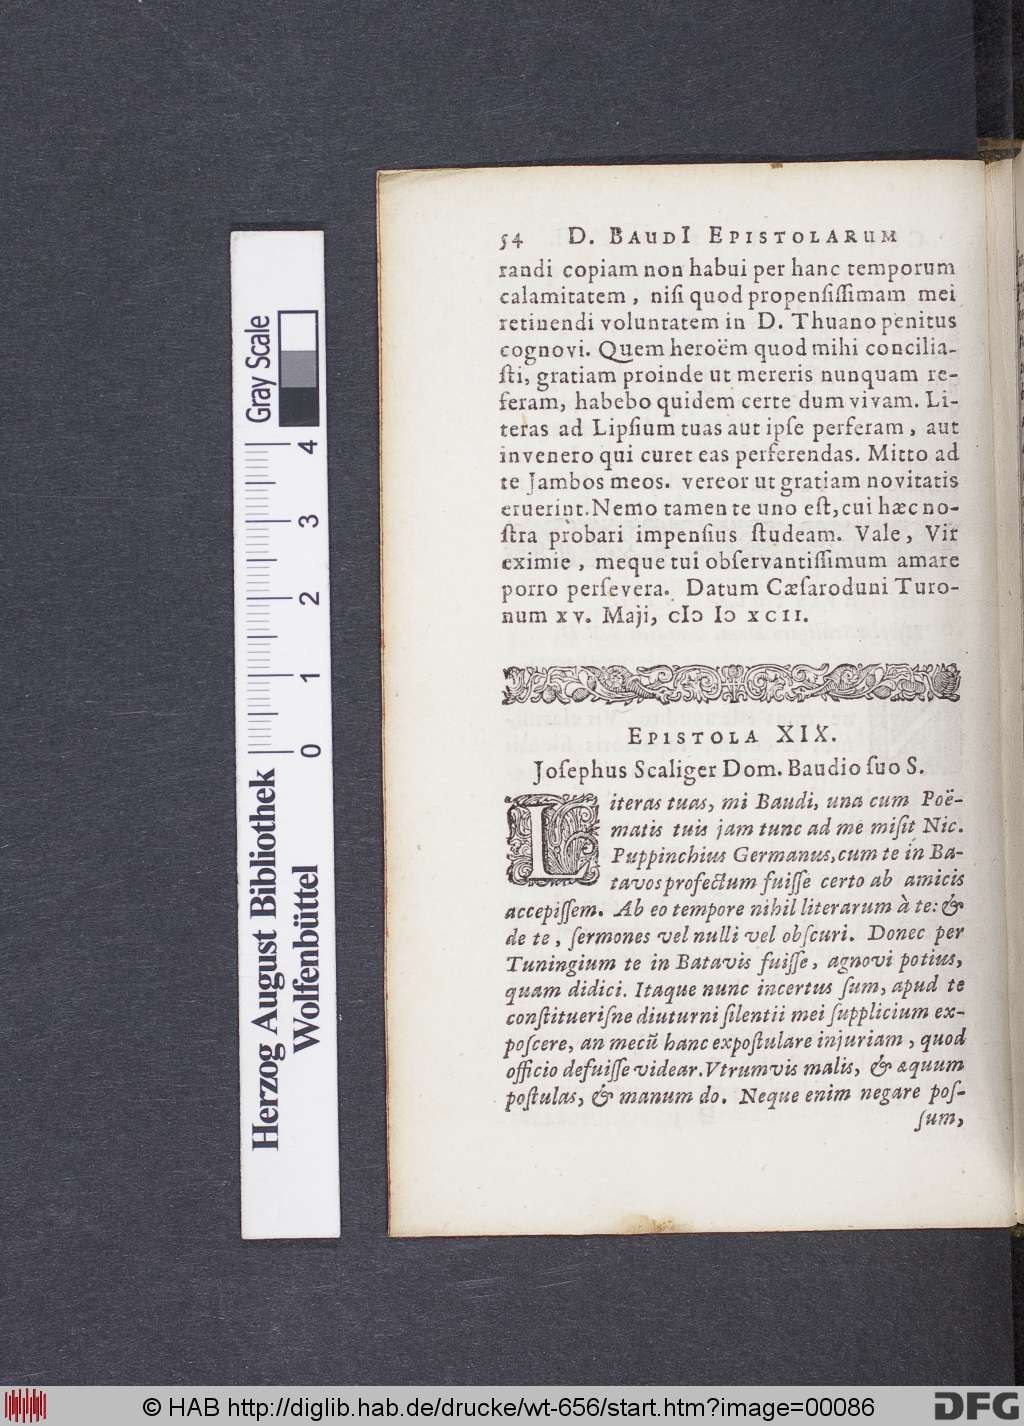 54 D. BAUDI EPISTOLARUM
randi copiam non habui per hanc temporum
calamitatem , niſi quod propenſiſſimam mei
retinendi voluntatem in D. Thuano penitus
cognovi. Quem heroëm quod mihi concilia-
ſti, gratiam proinde ut mereris nunquam re-
feram, habebo quidem certe dum vivam. Li-
teras ad Lipſium tuas aut ipſe perferam , aut
invenero qui curet eas perferendas. Mitto ad
te Jambos meos. vereor ut gratiam novitatis
eruerint. Nemo tamen te uno eſt, cui hæc no-
ſtra probari impenſius ſtudeam. Vale, Vir
eximie , meque tui obſervantiſſimum amare
porro perſevera. Datum Cæſaroduni Turo-
num xv. Maji, cIɔ Iɔ xcII.
EPISTOLA XIX.
Joſephus Scaliger Dom. Baudio ſuo S.
Literas tuas, mi Baudi, una cum Poë-
matis tuis jam tunc ad me miſit Nic.
Puppinchius Germanus, cum te in Ba-
tavos profectum fuiſſe certo ab amicis
accepiſſem. Ab eo tempore nihil literarum à te: &
de te , ſermones vel nulli vel obſcuri. Donec per
Tuningium te in Batavis fuiſſe , agnovi potius,
quam didici. Itaque nunc incertus ſum, apud te
conſtitueriſne diuturni ſilentii mei ſupplicium ex-
poſcere, an mecū hanc expoſtulare injuriam , quod
officio defuiſſe videar. Vtrumvis malis, & æquum
poſtulas, & manum do. Neque enim negare poſ-
ſum,
Gray Scale
4
3
2
1
0
Herzog August Bibliothek
Wolfenbüttel
© HAB http://diglib.hab.de/drucke/wt-656/start.htm?image=00086
DFG